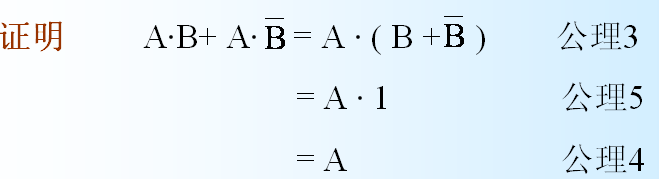 证明 A·B+ A·B̅ = A · ( B +B̅ ) 公理3
= A · 1 公理5
= A 公理4